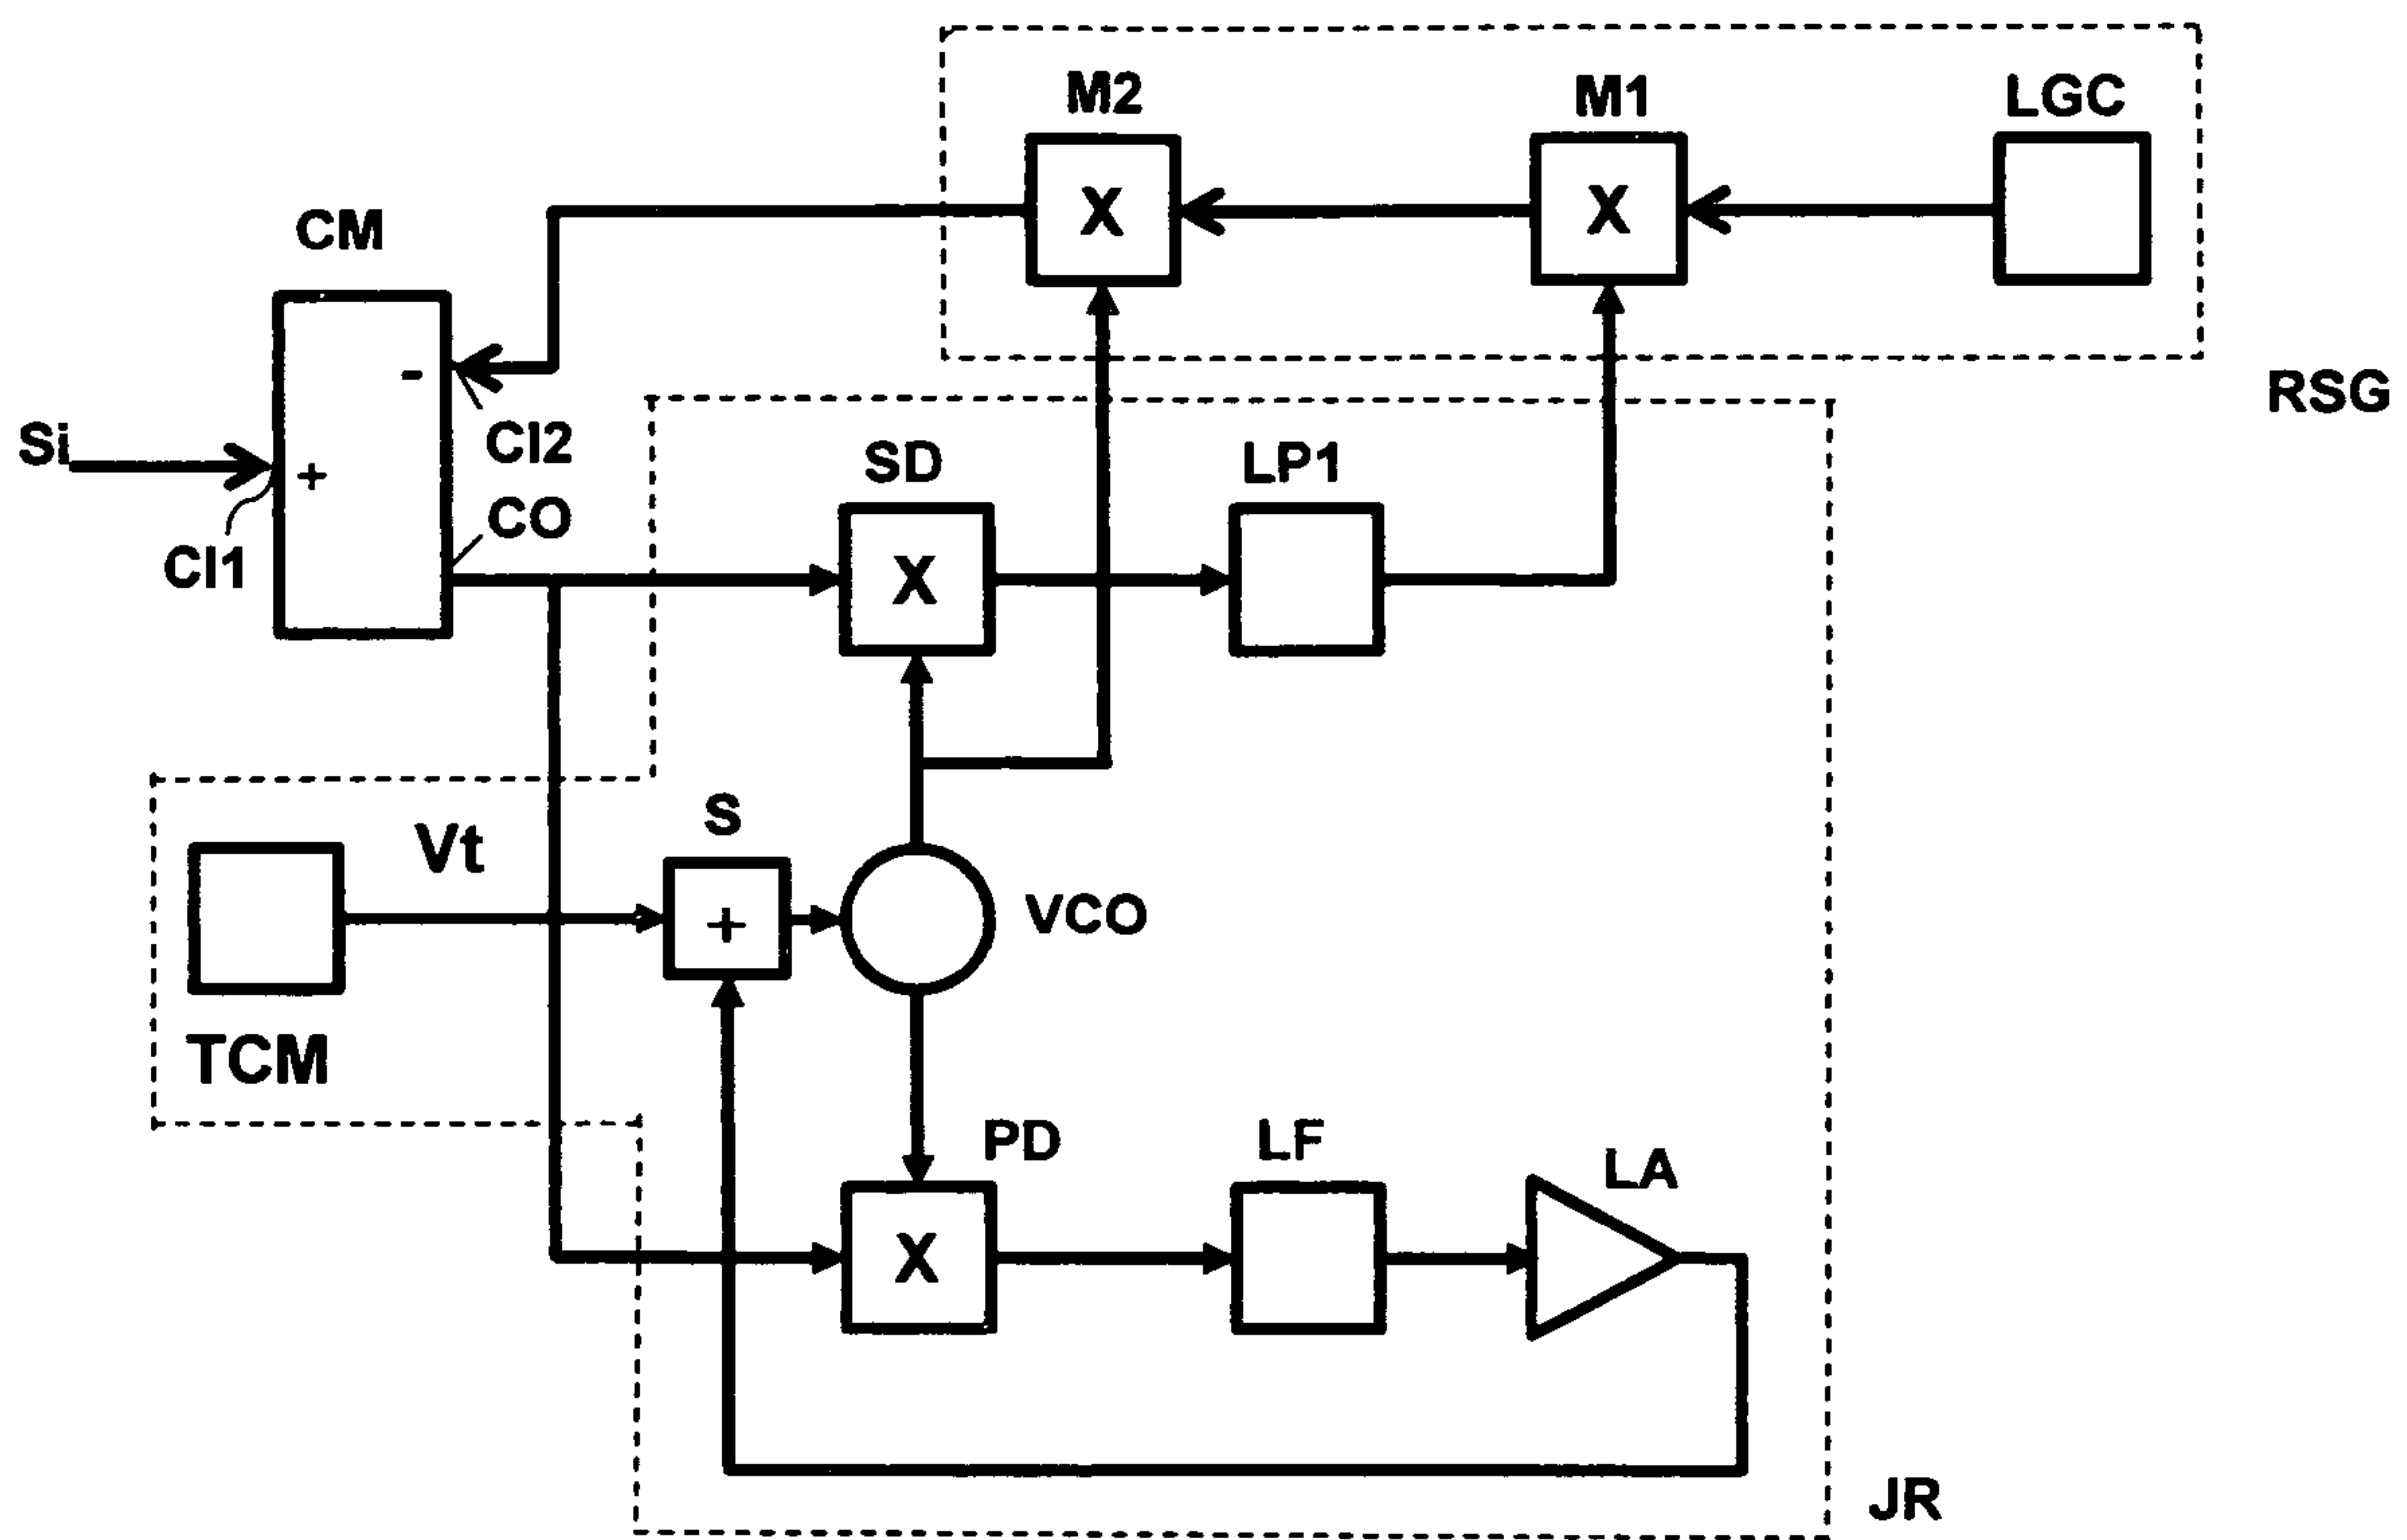 M2
M1
LGC
X
X
CM
-
RSG
Si
+
CI2
SD
LP1
CO
CI1
X
S
Vt
+
VCO
TCM
PD
LF
LA
X
JR